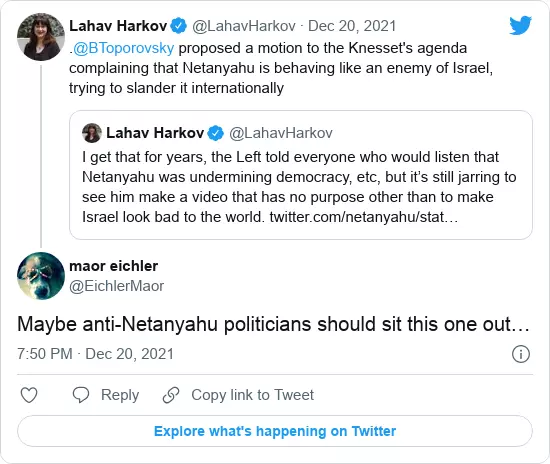 Lahav Harkov @LahavHarkov · Dec 20, 2021
.@BToporovsky proposed a motion to the Knesset's agenda
complaining that Netanyahu is behaving like an enemy of Israel,
trying to slander it internationally
Lahav Harkov @LahavHarkov
I get that for years, the Left told everyone who would listen that
Netanyahu was undermining democracy, etc, but it’s still jarring to
see him make a video that has no purpose other than to make
Israel look bad to the world. twitter.com/netanyahu/stat…
maor eichler
@EichlerMaor
Maybe anti-Netanyahu politicians should sit this one out…
7:50 PM · Dec 20, 2021
Reply
Copy link to Tweet
Explore what's happening on Twitter